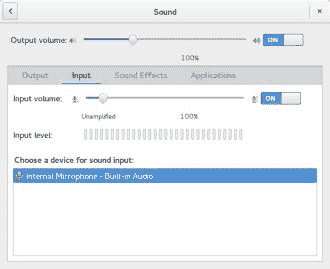 Sound
Output volume: ON
100%
Output Input Sound Effects Applications
Input volume: ON
Unamplified 100%
Input level:
Choose a device for sound input:
Internal Microphone - Built-in Audio